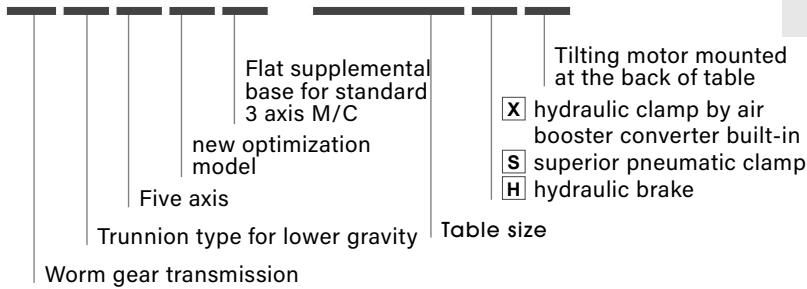 Flat supplemental
base for standard
3 axis M/C
new optimization
model
Five axis
Trunnion type for lower gravity
Worm gear transmission
Table size
Tilting motor mounted
at the back of table
X hydraulic clamp by air
booster converter built-in
S superior pneumatic clamp
H hydraulic brake